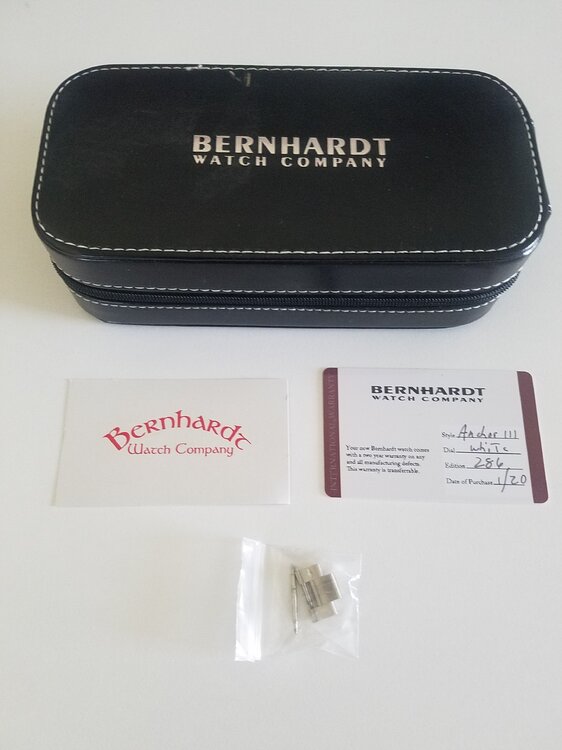 BERNHARDT
WATCH COMPANY
Bernhardt
Watch Company
INTERNATIONAL WARRANTY
BERNHARDT
WATCH COMPANY
Your new Bernhardt watch comes
with a two year warranty on any
and all manufacturing defects.
This warranty is transferrable.
Style Anchor III
Dial White
Edition 286
Date of Purchase 1/20